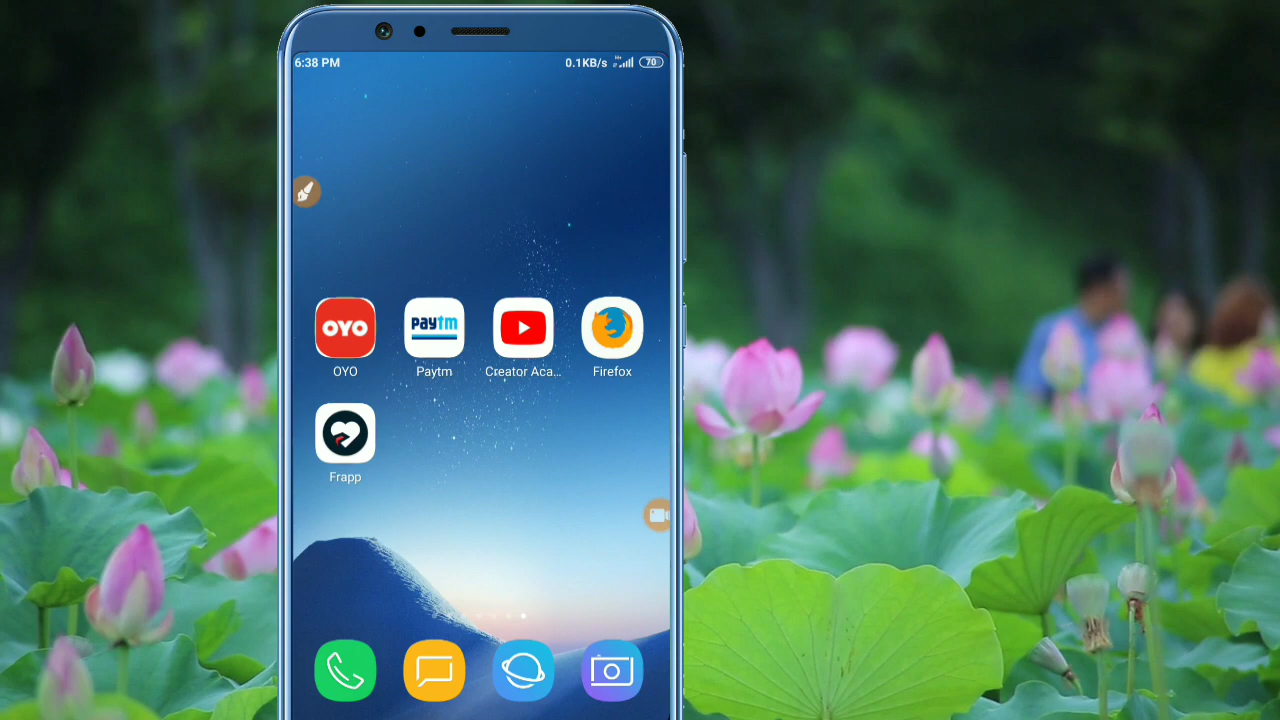 6:38 PM 0.1KB/s 70
OYO paytm
OYO Paytm Creator Aca... Firefox
Frapp